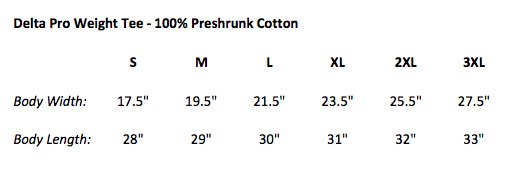 Delta Pro Weight Tee - 100% Preshrunk Cotton
S M L XL 2XL 3XL
Body Width: 17.5" 19.5" 21.5" 23.5" 25.5" 27.5"
Body Length: 28" 29" 30" 31" 32" 33"